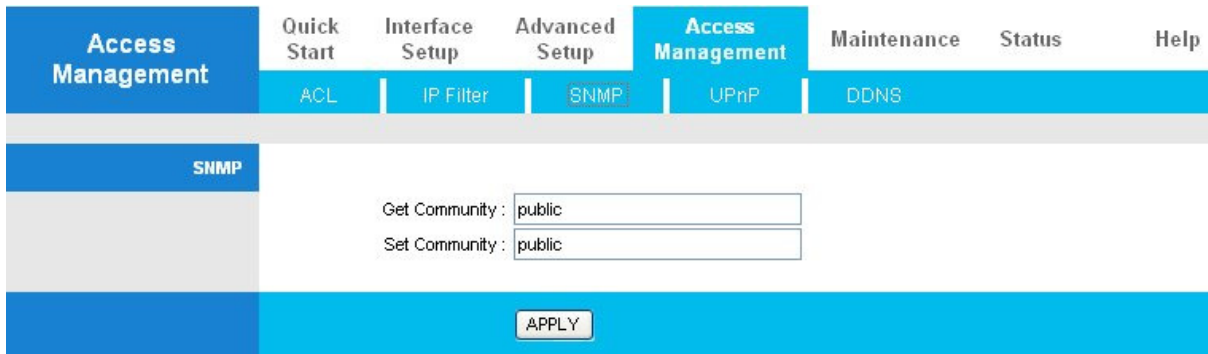 Access Management
Quick Start
Interface Setup
Advanced Setup
Access Management
Maintenance
Status
Help
ACL
IP Filter
SNMP
UPnP
DDNS
SNMP
Get Community : public
Set Community : public
APPLY